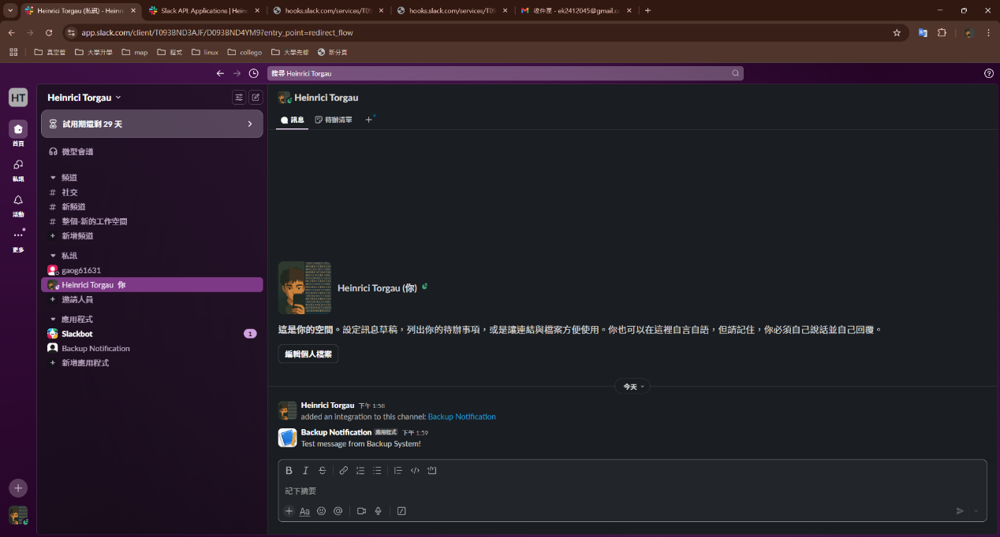 Heinrici Torgau (私訊) - Heinri
Slack API: Applications | Hein
hooks.slack.com/services/T09
hooks.slack.com/services/T09
收件匣 - ek2412045@gmail.c
app.slack.com/client/T093BND3AJF/D093BND4YM9?entry_point=redirect_flow
真空管
大學升學
map
程式
linux
collego
大學先修
新分頁
搜尋 Heinrici Torgau
HT
Heinrici Torgau
試用期還剩 29 天
首頁
微型會議
私訊
頻道
# 社交
# 新頻道
活動
# 整個-新的工作空間
+ 新增頻道
更多
私訊
gaog61631
Heinrici Torgau 你
+ 邀請人員
應用程式
Slackbot 1
Backup Notification
+ 新增應用程式
Heinrici Torgau
訊息
待辦清單
+
Heinrici Torgau (你)
這是你的空間。設定訊息草稿，列出你的待辦事項，或是讓連結與檔案方便使用。你也可以在這裡自言自語，但請記住，你必須自己說話並自己回覆。
編輯個人檔案
今天
Heinrici Torgau 下午 1:58
added an integration to this channel: Backup Notification
Backup Notification 應用程式 下午 1:59
Test message from Backup System!
記下摘要
Aa